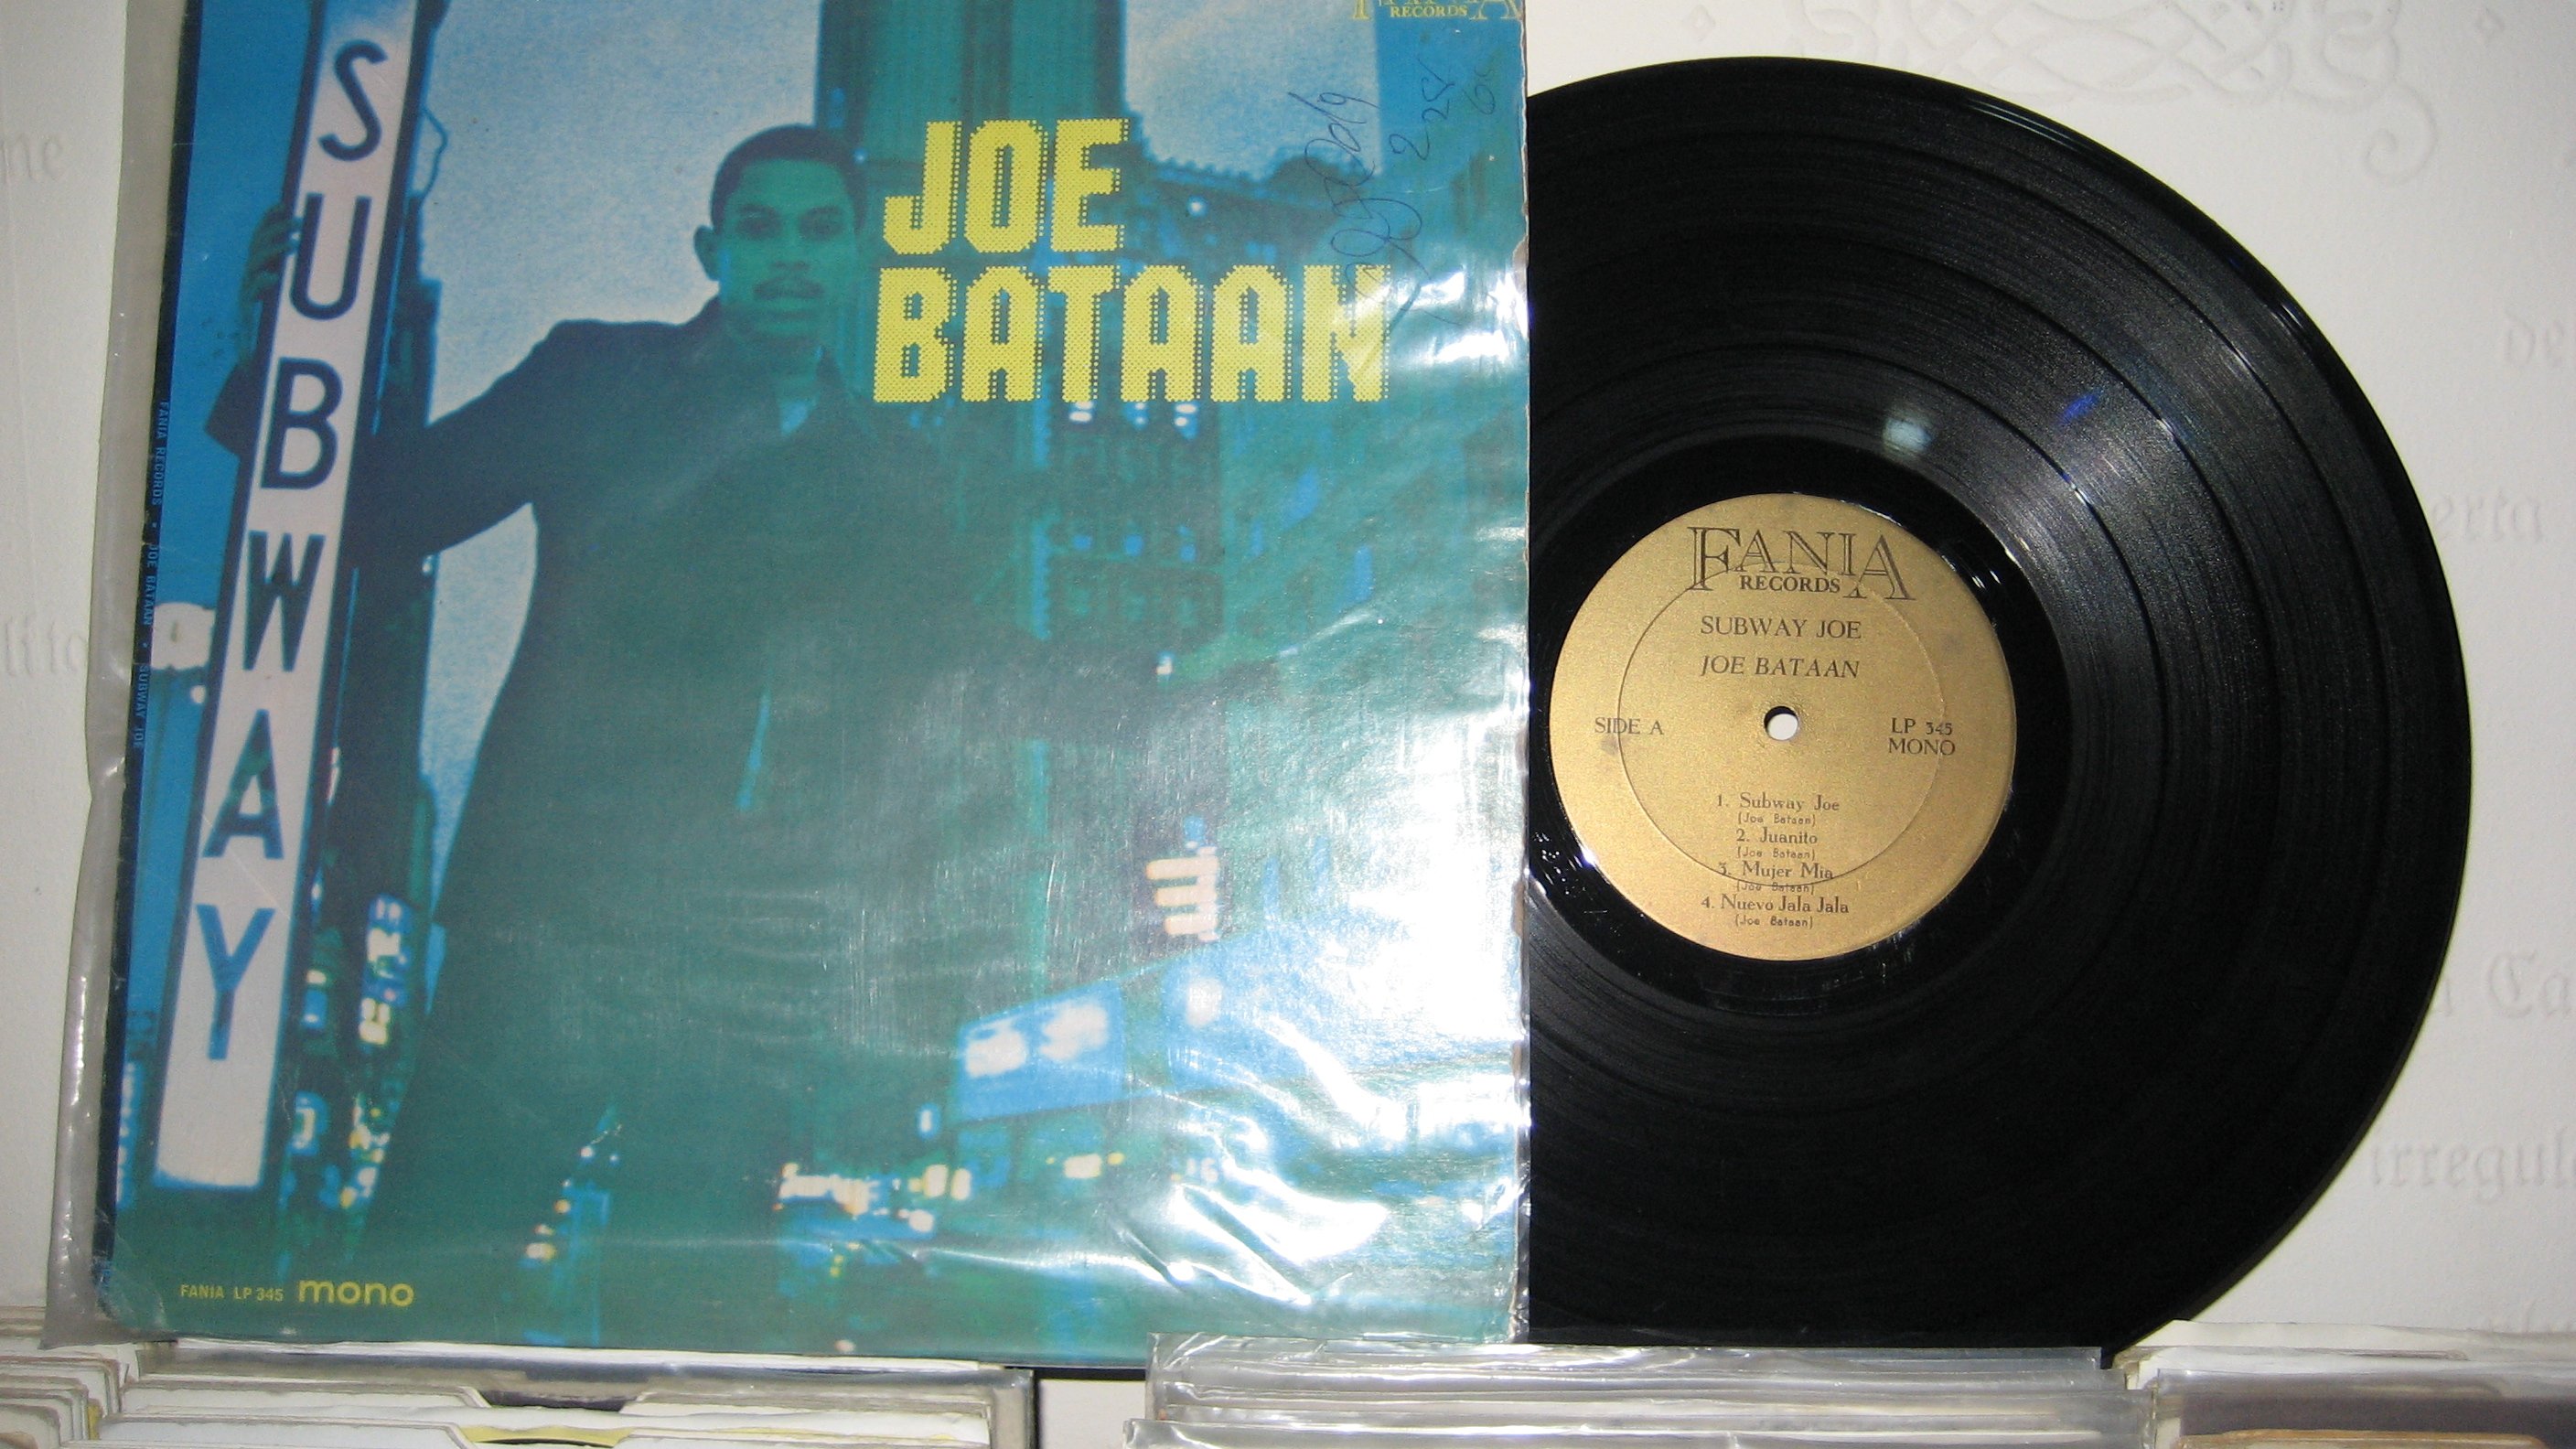 FANIA
RECORDS
SUBWAY
JOE
BATAAN
FANIA RECORDS • JOE BATAAN • SUBWAY JOE
FANIA LP 345 mono
FANIA
RECORDS
SUBWAY JOE
JOE BATAAN
SIDE A
LP 345
MONO
1. Subway Joe
(Joe Bataan)
2. Juanito
(Joe Bataan)
3. Mujer Mia
(Joe Bataan)
4. Nuevo Jala Jala
(Joe Bataan)